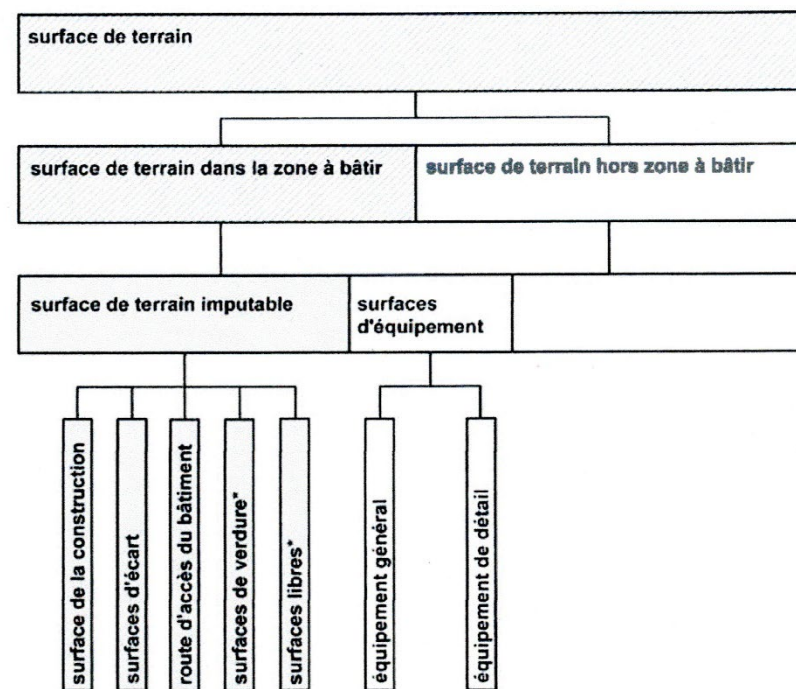 surface de terrain
surface de terrain dans la zone à bâtir
surface de terrain hors zone à bâtir
surface de terrain imputable
surfaces
d'équipement
surface de la construction
surfaces d'écart
route d'accès du bâtiment
surfaces de verdure*
surfaces libres*
équipement général
équipement de détail